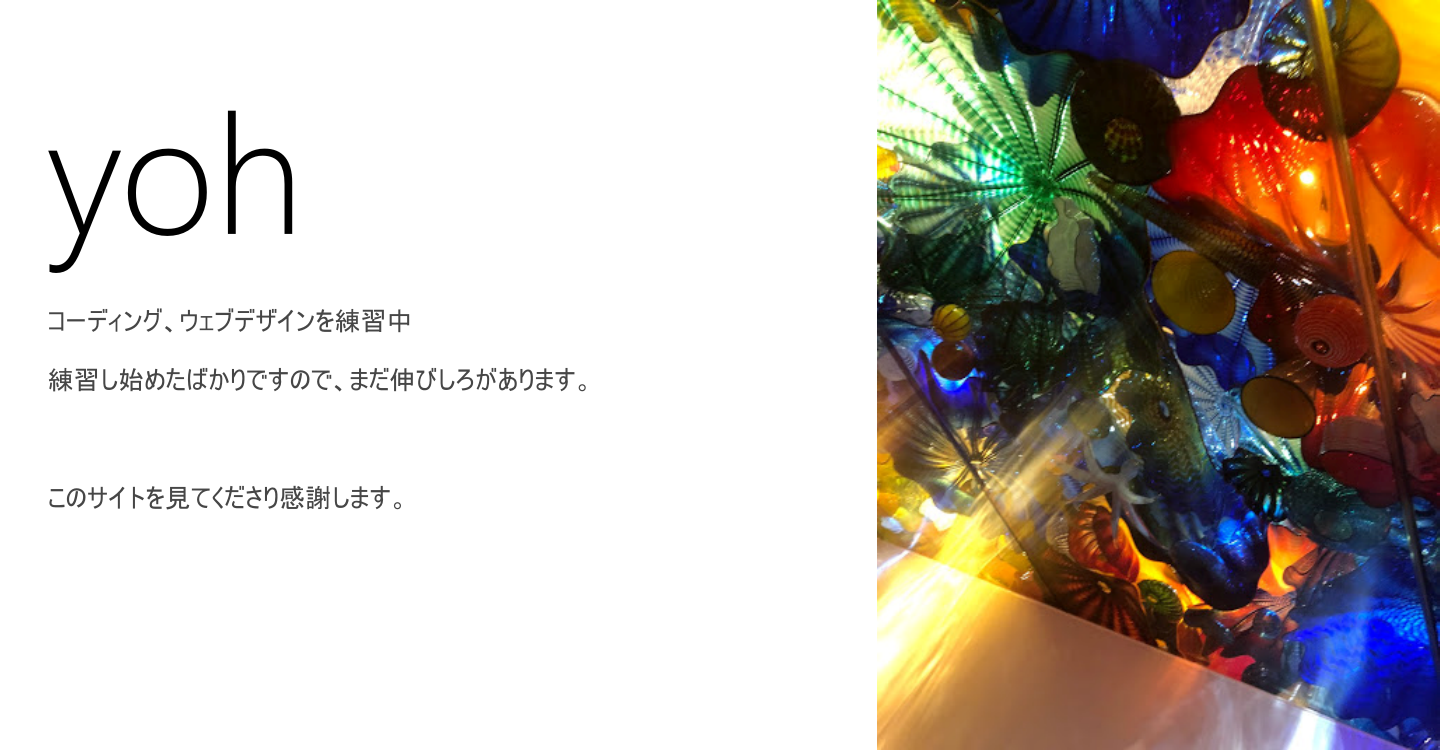 yoh
コーディング、ウェブデザインを練習中
練習し始めたばかりですので、まだ伸びしろがあります。
このサイトを見てくださり感謝します。